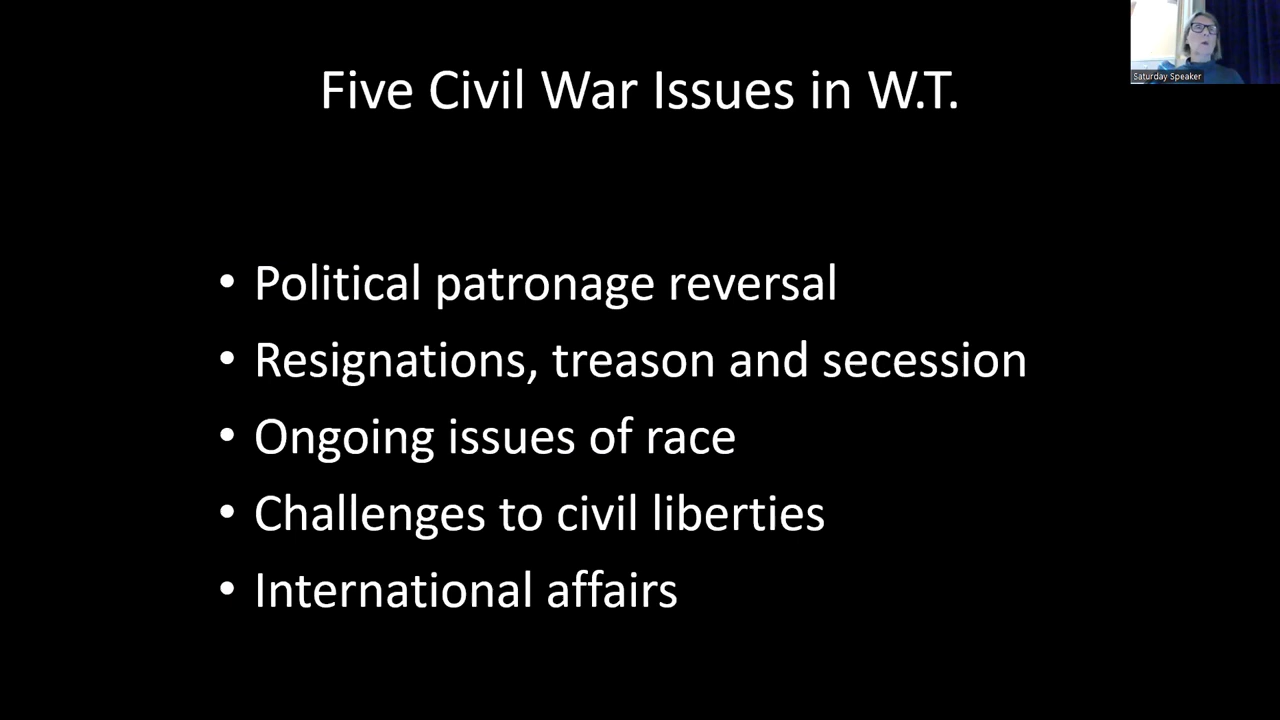 Five Civil War Issues in W.T.
Saturday Speaker
• Political patronage reversal
• Resignations, treason and secession
• Ongoing issues of race
• Challenges to civil liberties
• International affairs